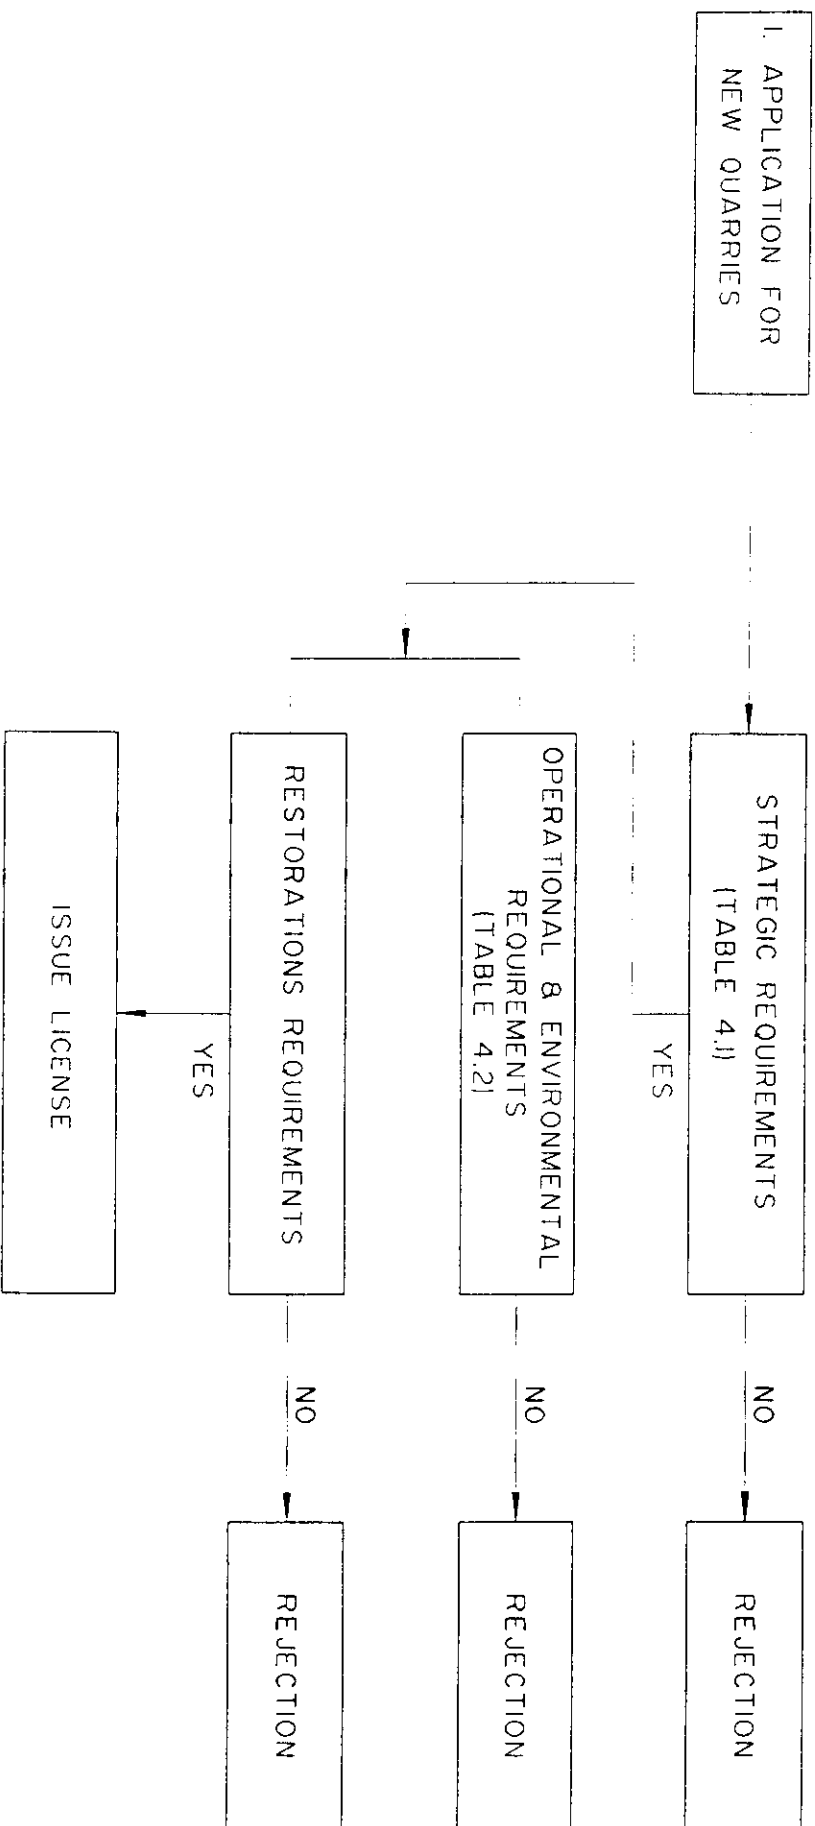 1. APPLICATION FOR
NEW QUARRIES
STRATEGIC REQUIREMENTS
(TABLE 4.1)
NO
REJECTION
YES
OPERATIONAL & ENVIRONMENTAL
REQUIREMENTS
(TABLE 4.2)
NO
REJECTION
RESTORATIONS REQUIREMENTS
NO
REJECTION
YES
ISSUE LICENSE